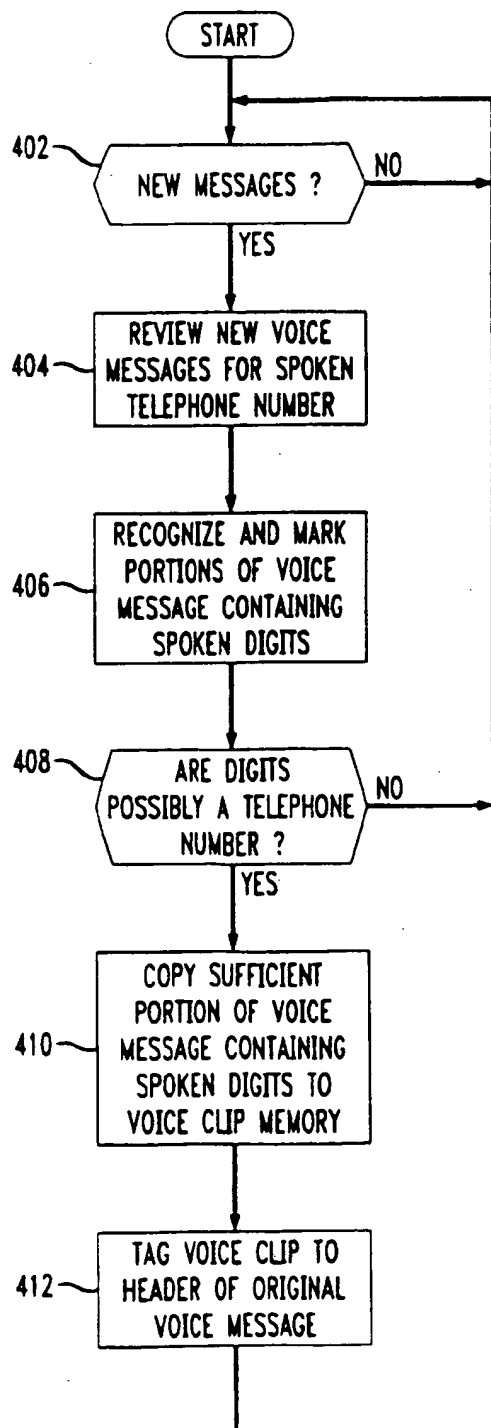 START
402
NEW MESSAGES ?
NO
YES
404
REVIEW NEW VOICE
MESSAGES FOR SPOKEN
TELEPHONE NUMBER
406
RECOGNIZE AND MARK
PORTIONS OF VOICE
MESSAGE CONTAINING
SPOKEN DIGITS
408
ARE DIGITS
POSSIBLY A TELEPHONE
NUMBER ?
NO
YES
410
COPY SUFFICIENT
PORTION OF VOICE
MESSAGE CONTAINING
SPOKEN DIGITS TO
VOICE CLIP MEMORY
412
TAG VOICE CLIP TO
HEADER OF ORIGINAL
VOICE MESSAGE